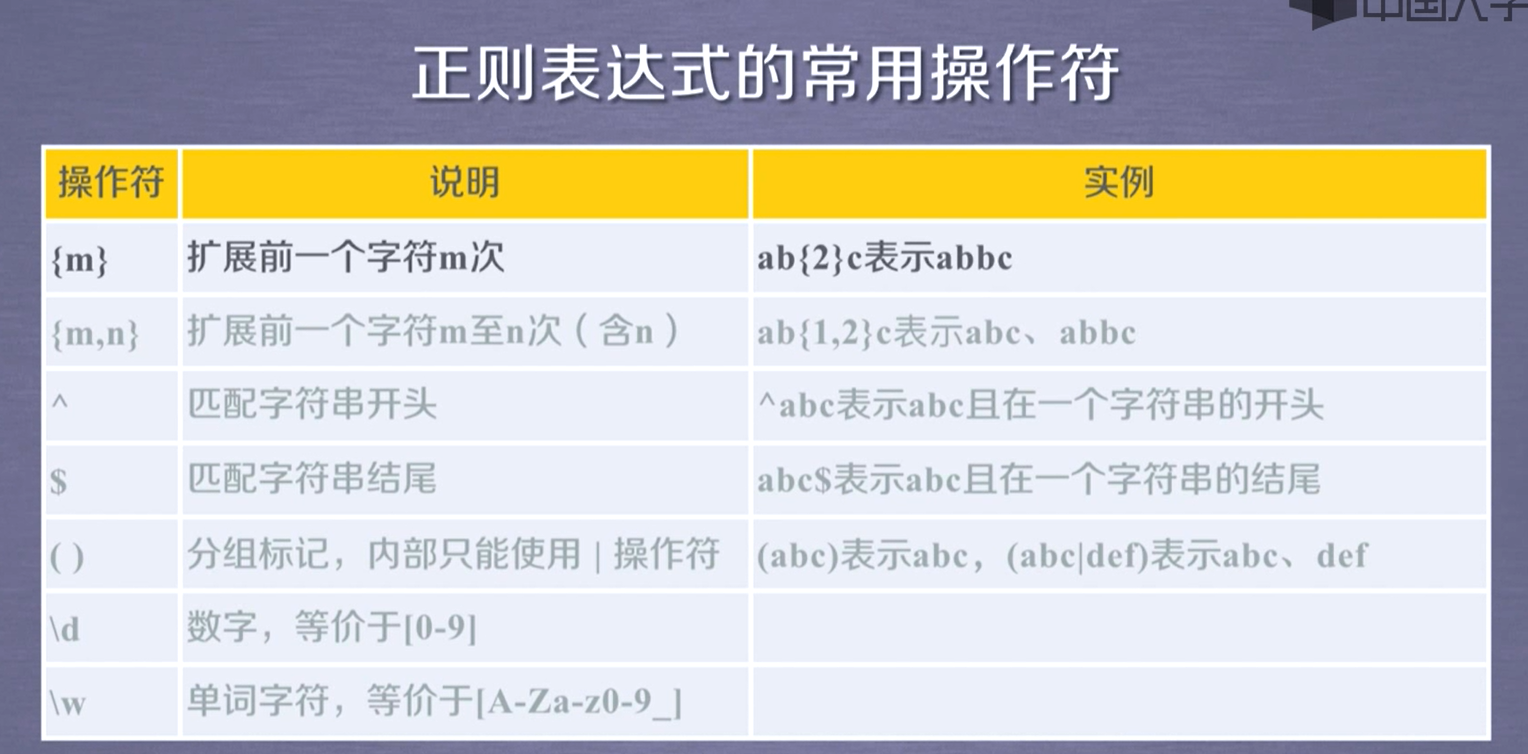 中国大学
正则表达式的常用操作符
操作符 说明 实例
{m} 扩展前一个字符m次 ab{2}c表示abbc
{m,n} 扩展前一个字符m至n次（含n） ab{1,2}c表示abc、abbc
^ 匹配字符串开头 ^abc表示abc且在一个字符串的开头
$ 匹配字符串结尾 abc$表示abc且在一个字符串的结尾
( ) 分组标记，内部只能使用 | 操作符 (abc)表示abc，(abc|def)表示abc、def
\d 数字，等价于[0-9]
\w 单词字符，等价于[A-Za-z0-9_]